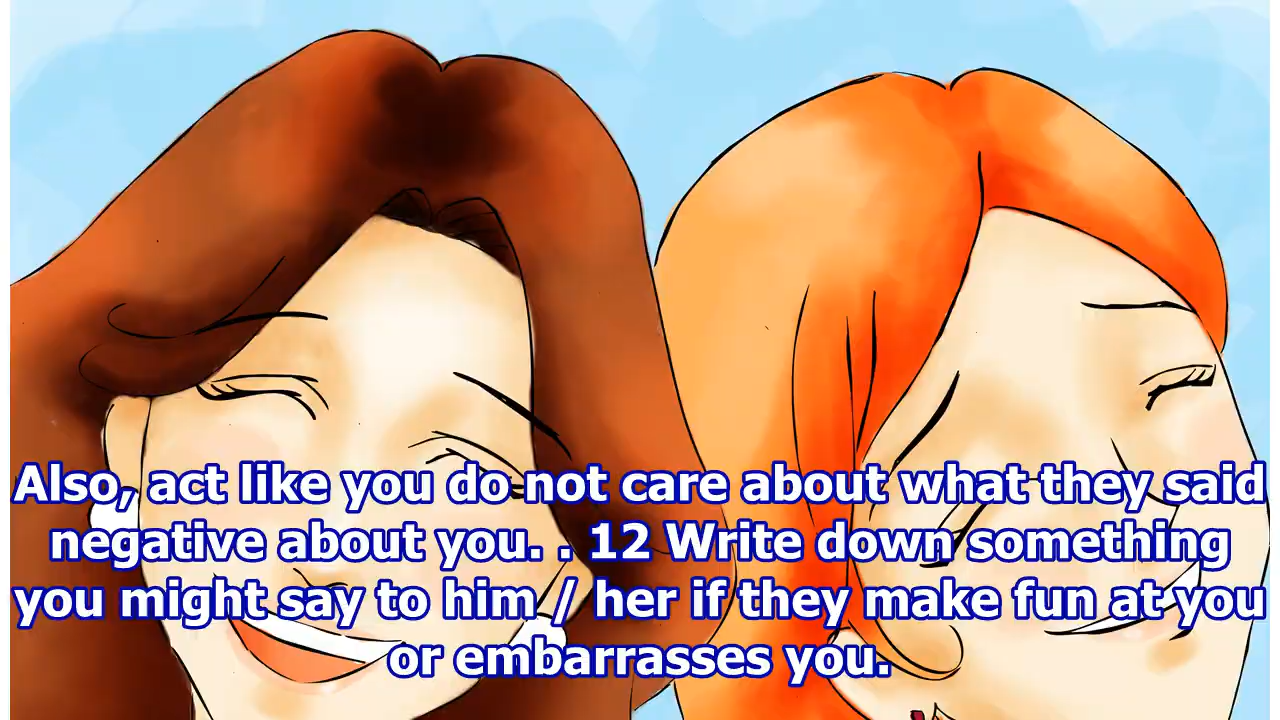 Also, act like you do not care about what they said
negative about you. . 12 Write down something
you might say to him / her if they make fun at you
or embarrasses you.